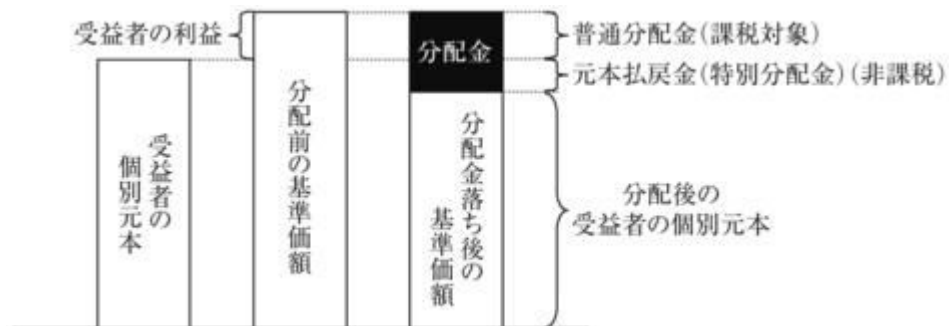 受益者の利益
分配金
普通分配金(課税対象)
元本払戻金(特別分配金)(非課税)
受益者の
個別元本
分配前の基準価額
分配金落ち後の
基準価額
分配後の
受益者の個別元本